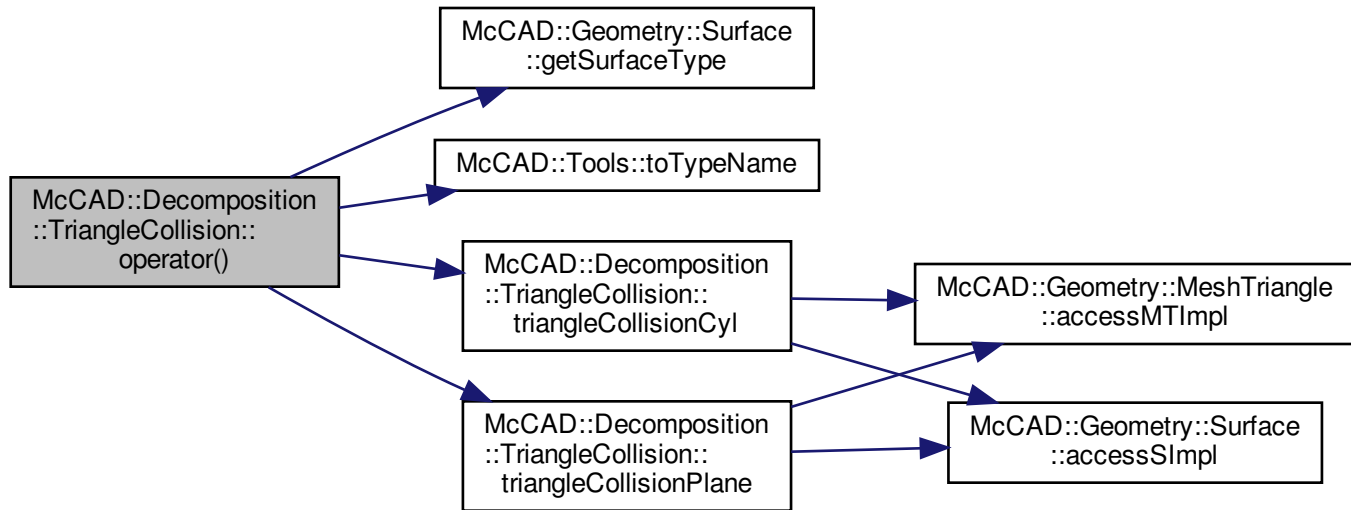 McCAD::Geometry::Surface
::getSurfaceType
McCAD::Tools::toTypeName
McCAD::Decomposition
::TriangleCollision::
operator()
McCAD::Decomposition
::TriangleCollision::
triangleCollisionCyl
McCAD::Geometry::MeshTriangle
::accessMTImpl
McCAD::Decomposition
::TriangleCollision::
triangleCollisionPlane
McCAD::Geometry::Surface
::accessSImpl